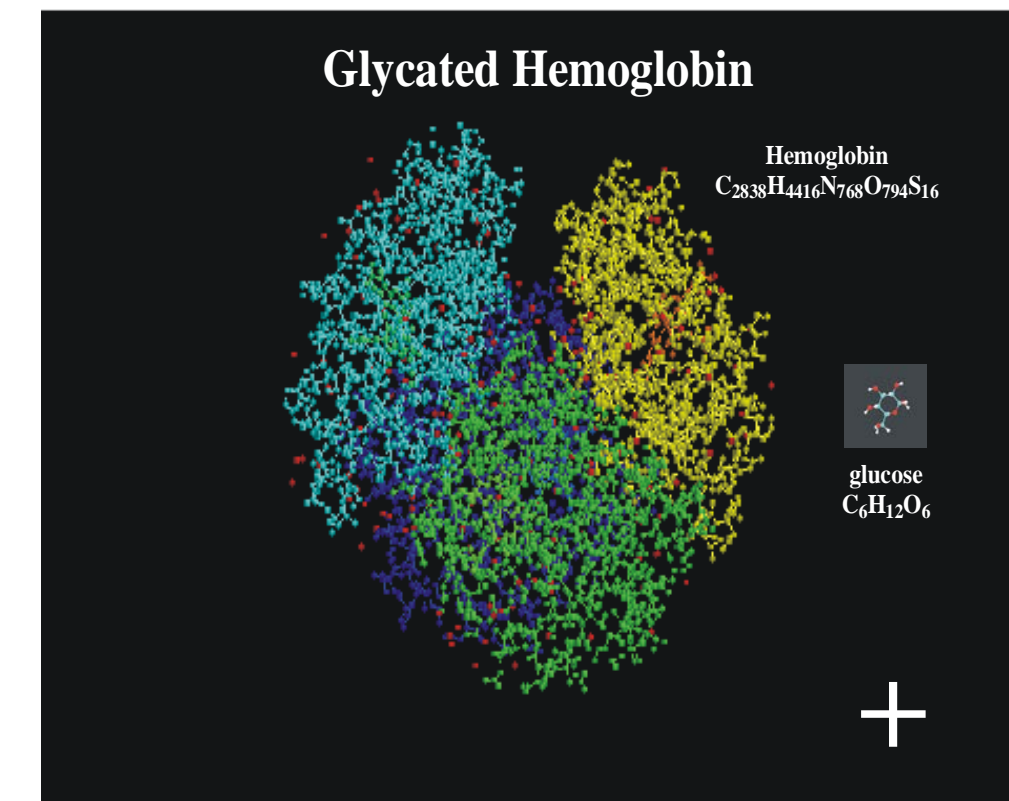 Glycated Hemoglobin
Hemoglobin
C₂₈₃₈H₄₄₁₆N₇₆₈O₇₉₄S₁₆
glucose
C₆H₁₂O₆
+